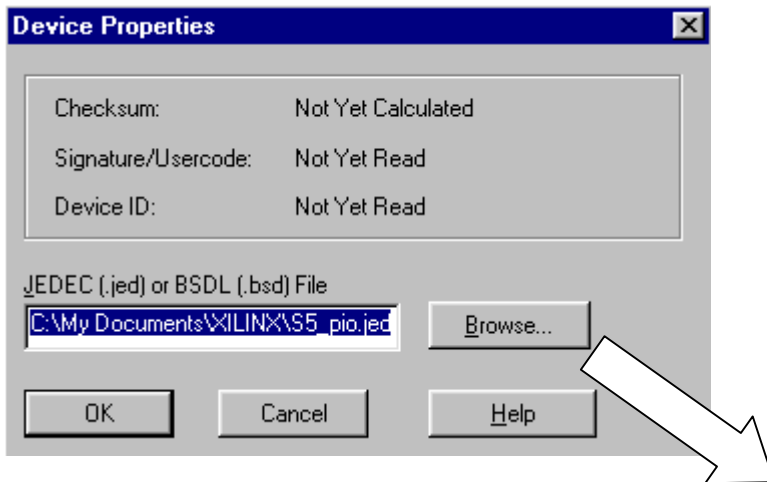 Device Properties
Checksum: Not Yet Calculated
Signature/Usercode: Not Yet Read
Device ID: Not Yet Read
JEDEC (.jed) or BSDL (.bsd) File
C:\My Documents\XILINX\S5_pio.jed
Browse...
OK Cancel Help